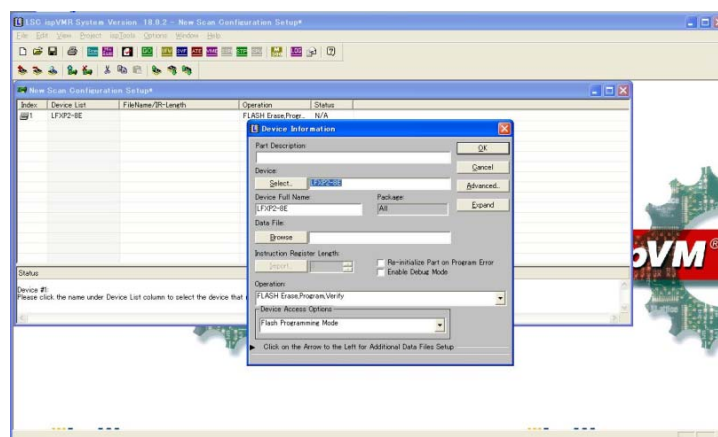 LSC ispVMR System Version 18.0.2 - New Scan Configuration Setup*
File Edit View Project ispTools Options Window Help
New Scan Configuration Setup*
Index Device List FileName/IR-Length Operation Status
1 LFXP2-8E FLASH Erase,Progr.. N/A
Status
Device #1:
Please click the name under Device List column to select the device that
Device Information
Part Description:
OK
Device:
Cancel
Select.. LFXP2-8E
Advanced..
Device Full Name: Package:
LFXP2-8E All
Expand
Data File:
Browse
Instruction Register Length:
Import..
Re-initialize Part on Program Error
Enable Debug Mode
Operation:
FLASH Erase,Program,Verify
Device Access Options
Flash Programming Mode
Click on the Arrow to the Left for Additional Data Files Setup
pVM®